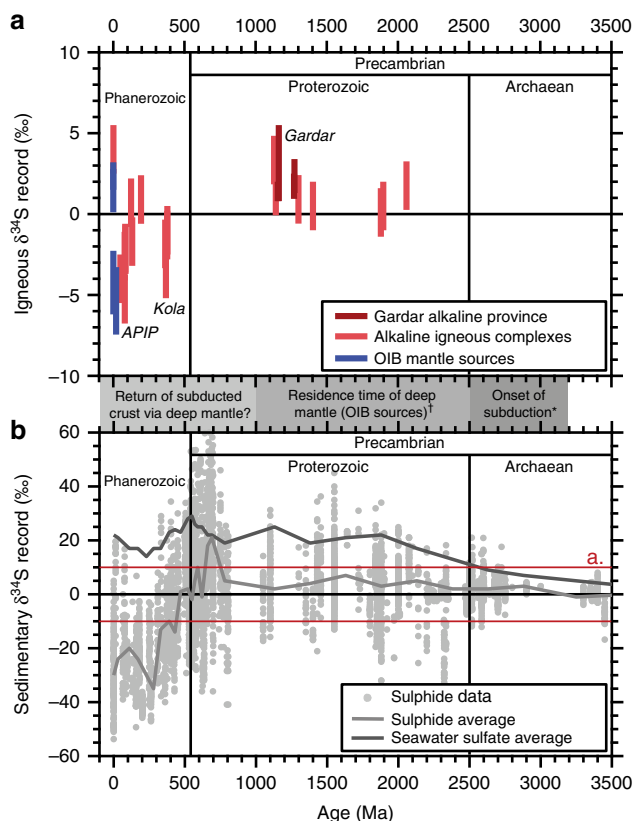 a
0 500 1000 1500 2000 2500 3000 3500
Precambrian
Phanerozoic
Proterozoic
Archaean
Igneous δ34S record (‰)
10
5
0
−5
−10
Gardar
Kola
APIP
Gardar alkaline province
Alkaline igneous complexes
OIB mantle sources
Return of subducted
crust via deep mantle?
Residence time of deep
mantle (OIB sources)†
Onset of
subduction*
b
Precambrian
Phanerozoic
Proterozoic
Archaean
Sedimentary δ34S record (‰)
60
40
20
0
−20
−40
−60
a.
Sulphide data
Sulphide average
Seawater sulfate average
0 500 1000 1500 2000 2500 3000 3500
Age (Ma)